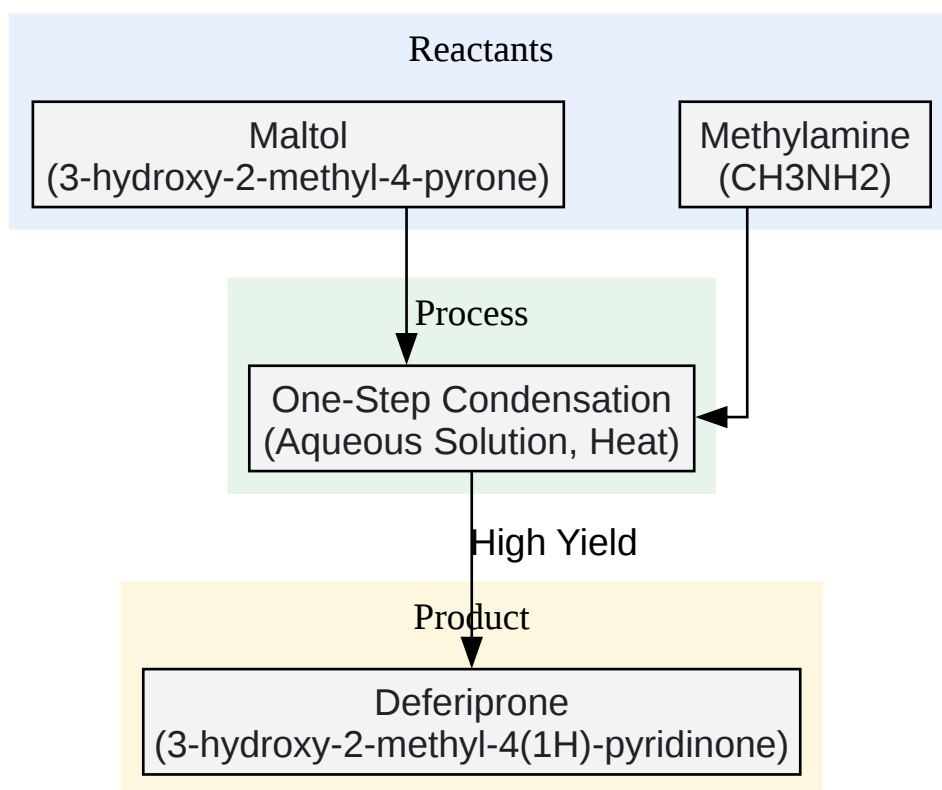 Reactants
Maltol
(3-hydroxy-2-methyl-4-pyrone)
Methylamine
(CH3NH2)
Process
One-Step Condensation
(Aqueous Solution, Heat)
High Yield
Product
Deferiprone
(3-hydroxy-2-methyl-4(1H)-pyridinone)